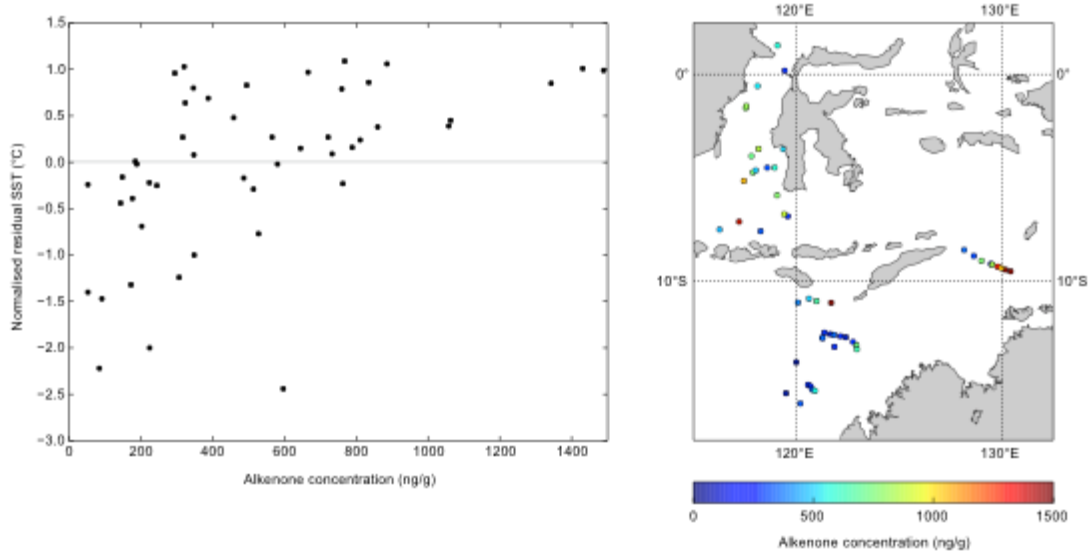 1.5
1.0
0.5
0.0
−0.5
−1.0
−1.5
−2.0
−2.5
−3.0
Normalised residual SST (°C)
0 200 400 600 800 1000 1200 1400
Alkenone concentration (ng/g)
120°E 130°E
0° 0°
10°S 10°S
120°E 130°E
0 500 1000 1500
Alkenone concentration (ng/g)